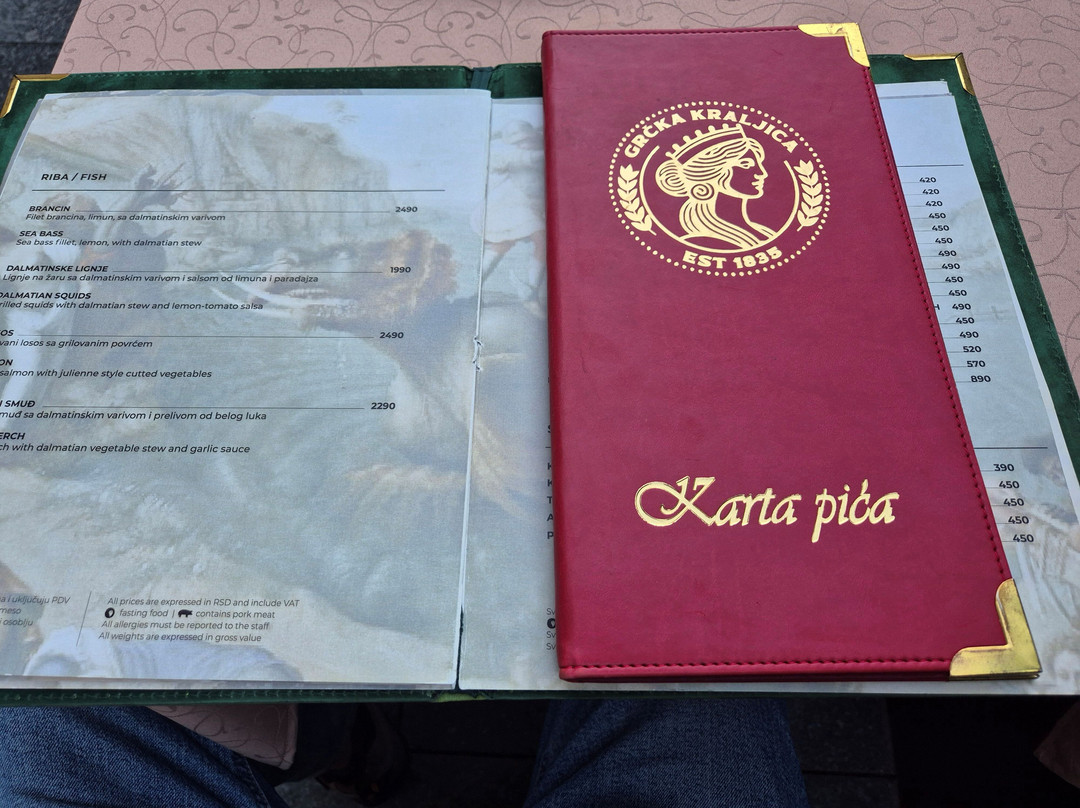 RIBA / FISH
BRANCIN 2490
Filet brancina, limun, sa dalmatinskim varivom
SEA BASS
Sea bass fillet, lemon, with dalmatian stew
DALMATINSKE LIGNJE 1990
Lignje na žaru sa dalmatinskim varivom i salsom od limuna i paradajza
DALMATIAN SQUIDS
rilled squids with dalmatian stew and lemon-tomato salsa
OS 2490
vani losos sa grilovanim povrćem
ON
salmon with julienne style cutted vegetables
I SMUĐ 2290
muđ sa dalmatinskim varivom i prelivom od belog luka
ERCH
ch with dalmatian vegetable stew and garlic sauce
a i uključuju PDV
meso
i osoblju
All prices are expressed in RSD and include VAT
fasting food | contains pork meat
All allergies must be reported to the staff
All weights are expressed in gross value
GRČKA KRALJICA
EST 1835
Karta pića
420
420
420
450
450
450
490
490
450
450
490
450
490
520
570
890
390
450
450
450
450